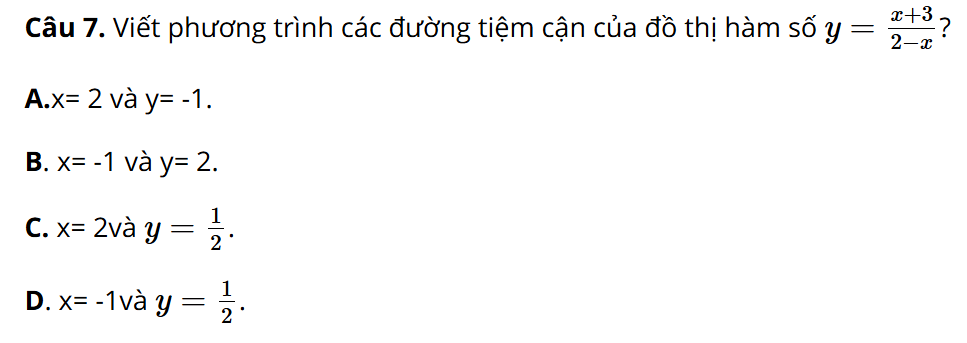 Câu 7. Viết phương trình các đường tiệm cận của đồ thị hàm số y = \frac{x+3}{2-x}?
A.x= 2 và y= -1.
B. x= -1 và y= 2.
C. x= 2và y = \frac{1}{2}.
D. x= -1và y = \frac{1}{2}.